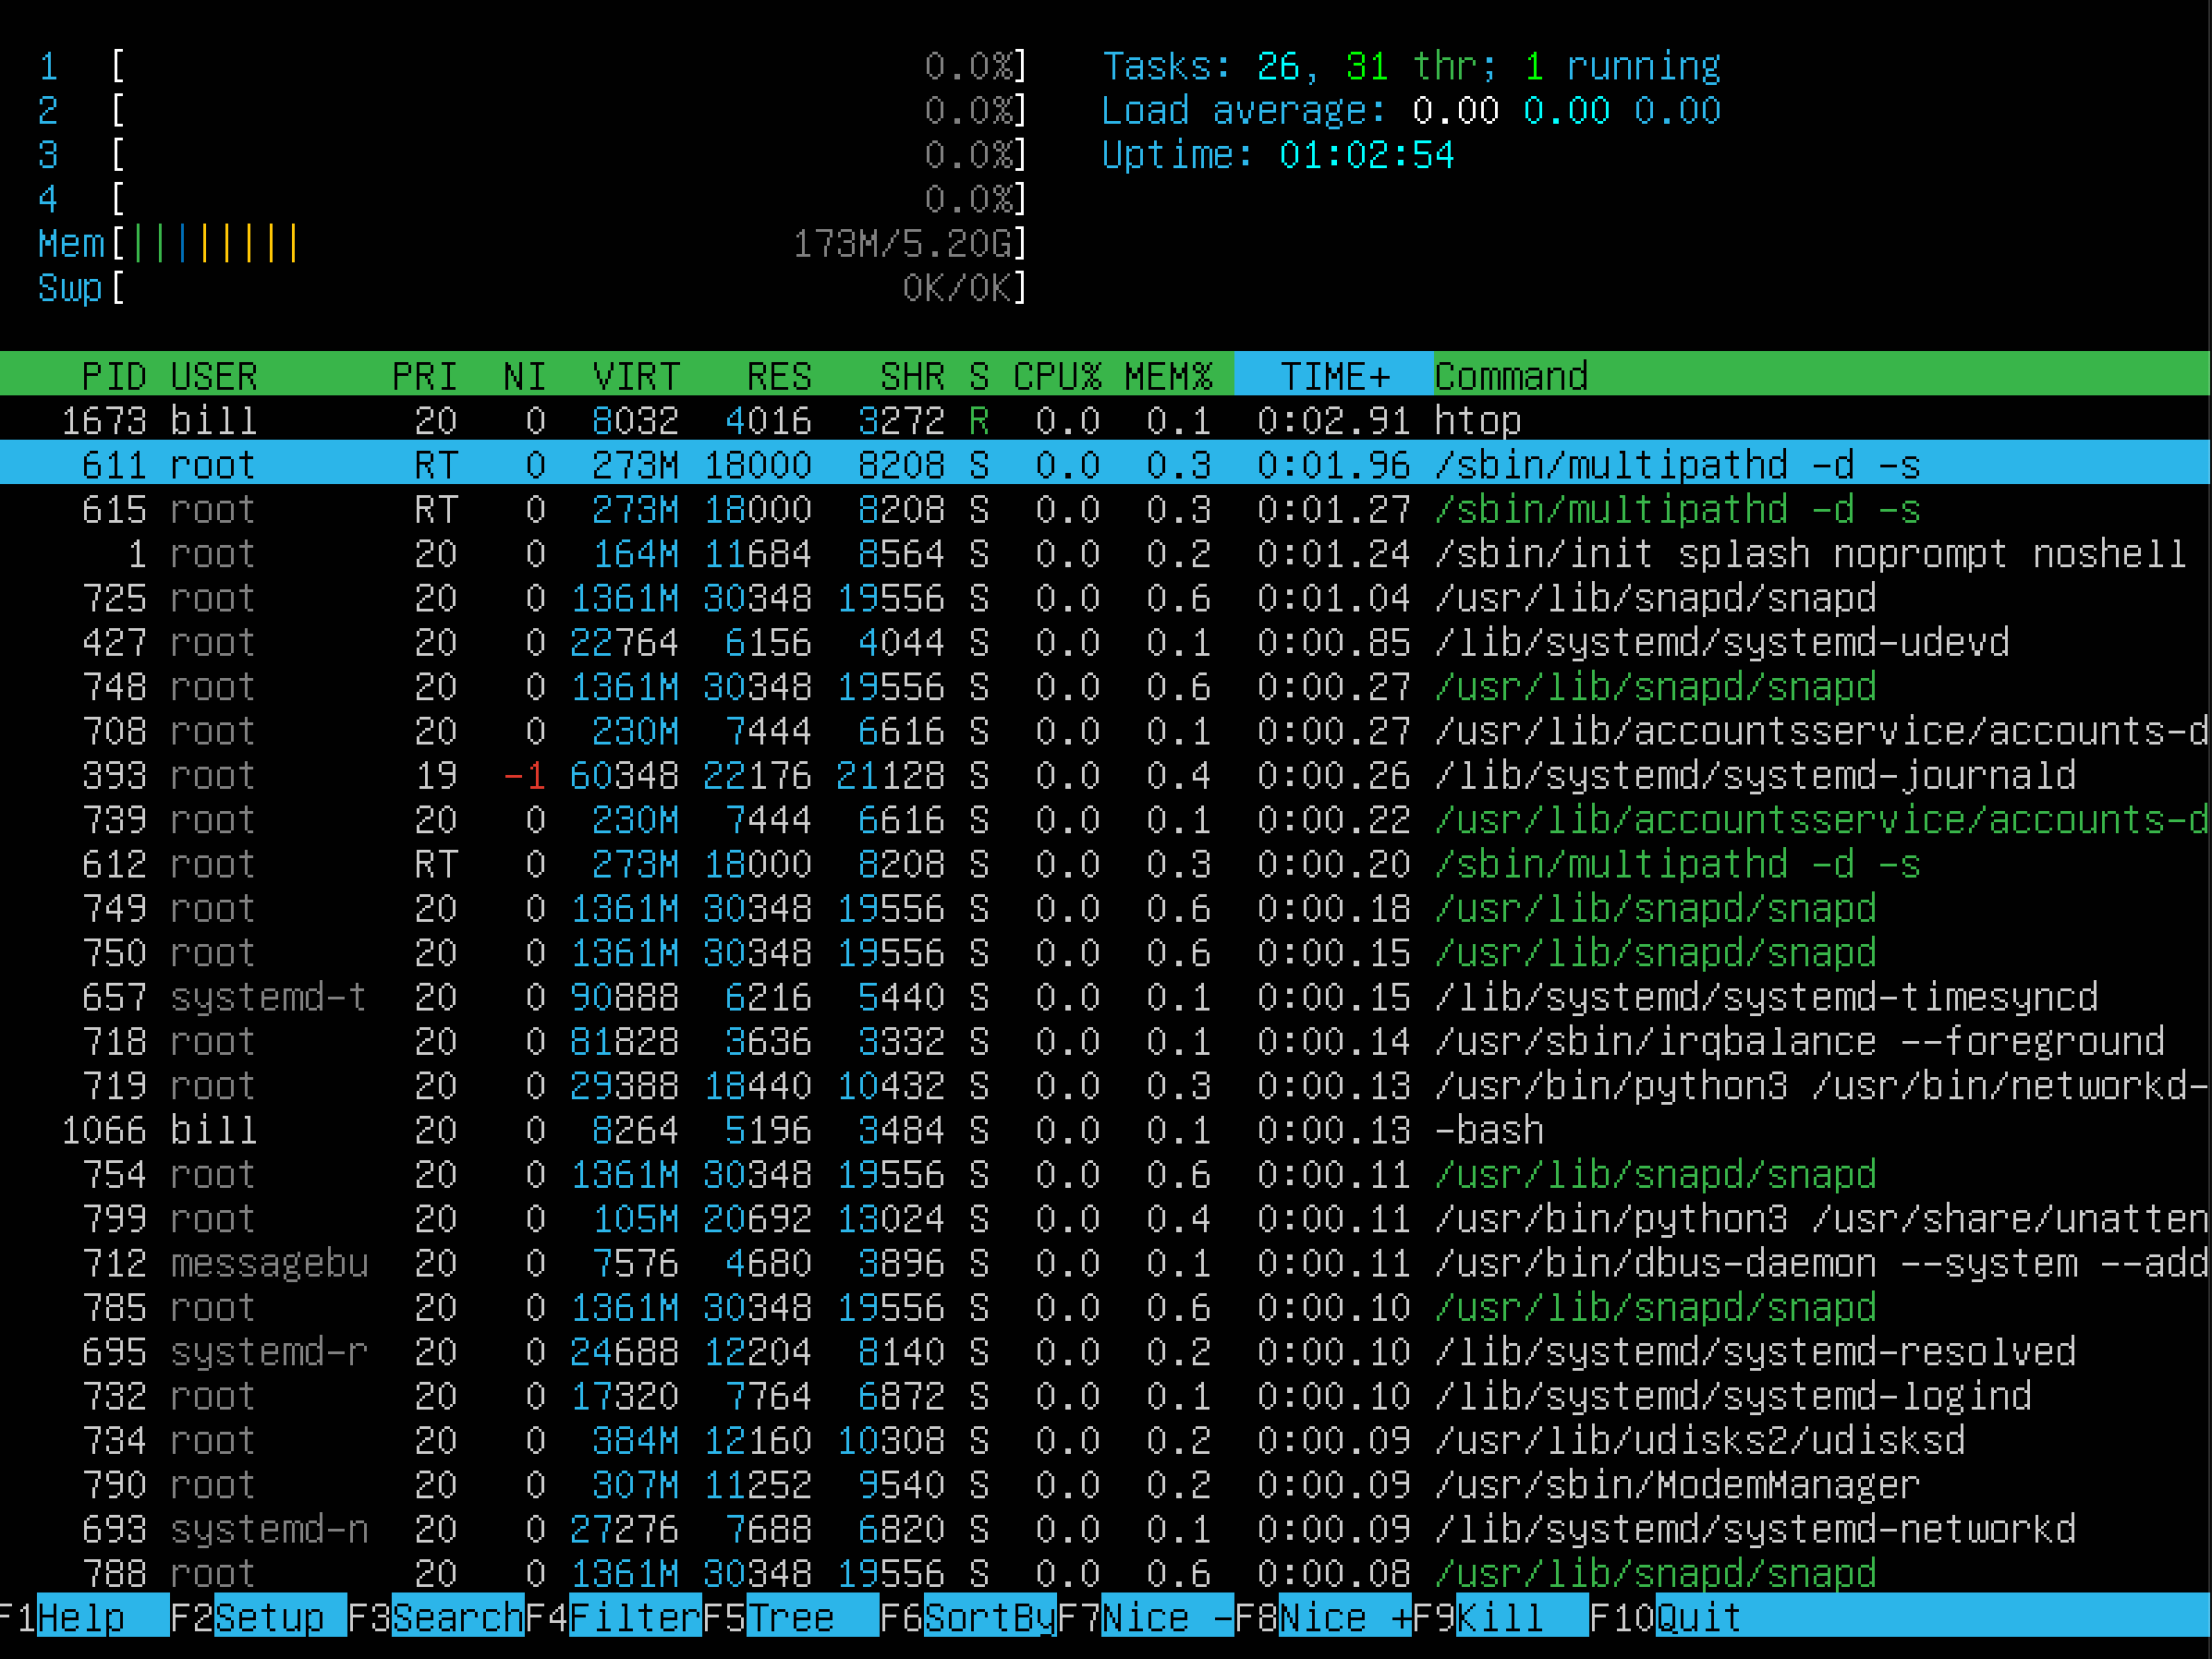 1 [ 0.0%] Tasks: 26, 31 thr; 1 running
2 [ 0.0%] Load average: 0.00 0.00 0.00
3 [ 0.0%] Uptime: 01:02:54
4 [ 0.0%]
Mem[|||||||| 173M/5.20G]
Swp[ 0K/0K]
PID USER PRI NI VIRT RES SHR S CPU% MEM% TIME+ Command
1673 bill 20 0 8032 4016 3272 R 0.0 0.1 0:02.91 htop
611 root RT 0 273M 18000 8208 S 0.0 0.3 0:01.96 /sbin/multipathd -d -s
615 root RT 0 273M 18000 8208 S 0.0 0.3 0:01.27 /sbin/multipathd -d -s
1 root 20 0 164M 11684 8564 S 0.0 0.2 0:01.24 /sbin/init splash noprompt noshell
725 root 20 0 1361M 30348 19556 S 0.0 0.6 0:01.04 /usr/lib/snapd/snapd
427 root 20 0 22764 6156 4044 S 0.0 0.1 0:00.85 /lib/systemd/systemd-udevd
748 root 20 0 1361M 30348 19556 S 0.0 0.6 0:00.27 /usr/lib/snapd/snapd
708 root 20 0 230M 7444 6616 S 0.0 0.1 0:00.27 /usr/lib/accountsservice/accounts-d
393 root 19 -1 60348 22176 21128 S 0.0 0.4 0:00.26 /lib/systemd/systemd-journald
739 root 20 0 230M 7444 6616 S 0.0 0.1 0:00.22 /usr/lib/accountsservice/accounts-d
612 root RT 0 273M 18000 8208 S 0.0 0.3 0:00.20 /sbin/multipathd -d -s
749 root 20 0 1361M 30348 19556 S 0.0 0.6 0:00.18 /usr/lib/snapd/snapd
750 root 20 0 1361M 30348 19556 S 0.0 0.6 0:00.15 /usr/lib/snapd/snapd
657 systemd-t 20 0 90888 6216 5440 S 0.0 0.1 0:00.15 /lib/systemd/systemd-timesyncd
718 root 20 0 81828 3636 3332 S 0.0 0.1 0:00.14 /usr/sbin/irqbalance --foreground
719 root 20 0 29388 18440 10432 S 0.0 0.3 0:00.13 /usr/bin/python3 /usr/bin/networkd-
1066 bill 20 0 8264 5196 3484 S 0.0 0.1 0:00.13 -bash
754 root 20 0 1361M 30348 19556 S 0.0 0.6 0:00.11 /usr/lib/snapd/snapd
799 root 20 0 105M 20692 13024 S 0.0 0.4 0:00.11 /usr/bin/python3 /usr/share/unatten
712 messagebu 20 0 7576 4680 3896 S 0.0 0.1 0:00.11 /usr/bin/dbus-daemon --system --add
785 root 20 0 1361M 30348 19556 S 0.0 0.6 0:00.10 /usr/lib/snapd/snapd
695 systemd-r 20 0 24688 12204 8140 S 0.0 0.2 0:00.10 /lib/systemd/systemd-resolved
732 root 20 0 17320 7764 6872 S 0.0 0.1 0:00.10 /lib/systemd/systemd-logind
734 root 20 0 384M 12160 10308 S 0.0 0.2 0:00.09 /usr/lib/udisks2/udisksd
790 root 20 0 307M 11252 9540 S 0.0 0.2 0:00.09 /usr/sbin/ModemManager
693 systemd-n 20 0 27276 7688 6820 S 0.0 0.1 0:00.09 /lib/systemd/systemd-networkd
788 root 20 0 1361M 30348 19556 S 0.0 0.6 0:00.08 /usr/lib/snapd/snapd
F1Help F2Setup F3SearchF4FilterF5Tree F6SortByF7Nice -F8Nice +F9Kill F10Quit